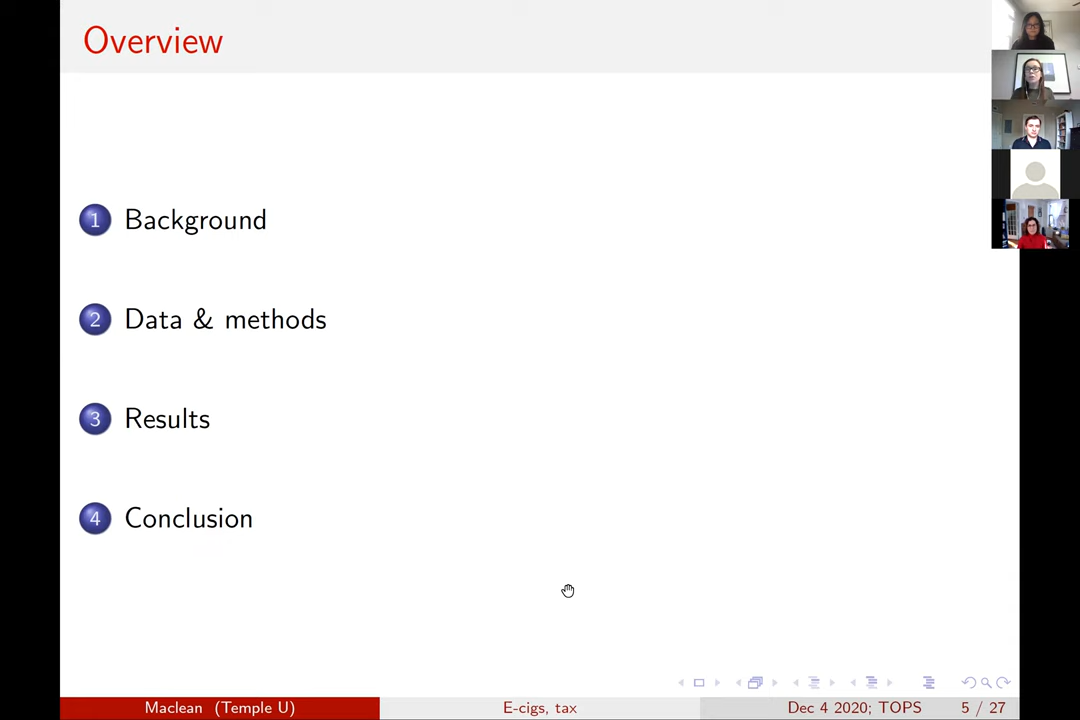 Overview
1 Background
2 Data & methods
3 Results
4 Conclusion
Maclean (Temple U) E-cigs, tax Dec 4 2020; TOPS 5 / 27